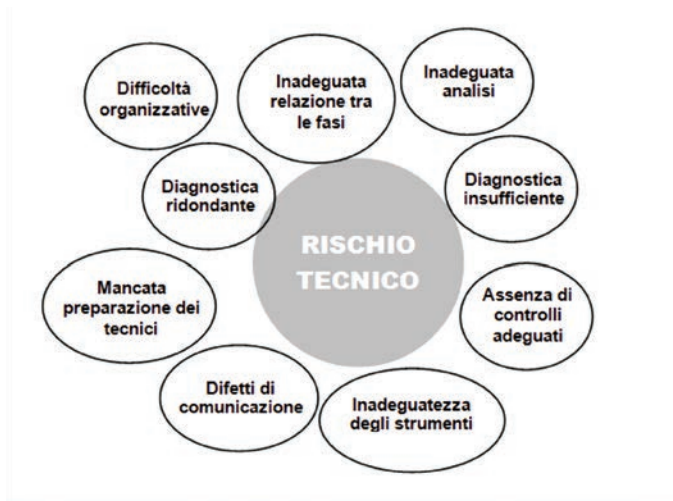 Difficoltà
organizzative
Inadeguata
relazione tra
le fasi
Inadeguata
analisi
Diagnostica
ridondante
Diagnostica
insufficiente
RISCHIO
TECNICO
Mancata
preparazione dei
tecnici
Assenza di
controlli
adeguati
Difetti di
comunicazione
Inadeguatezza
degli strumenti